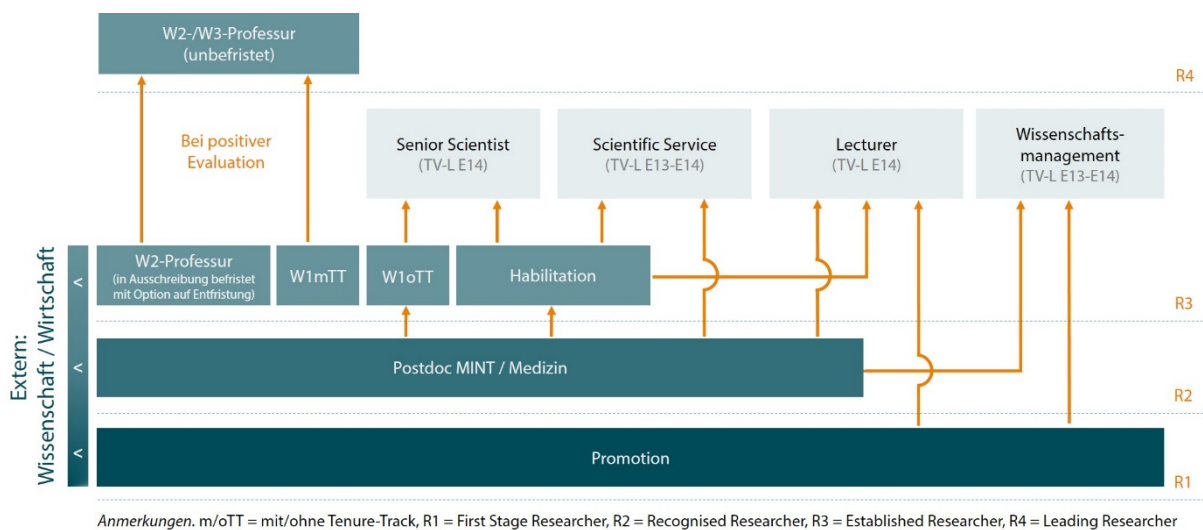 W2-/W3-Professur
(unbefristet)
R4
Bei positiver
Evaluation
Senior Scientist
(TV-L E14)
Scientific Service
(TV-L E13-E14)
Lecturer
(TV-L E14)
Wissenschafts-
management
(TV-L E13-E14)
Extern:
Wissenschaft / Wirtschaft
<
<
<
W2-Professur
(in Ausschreibung befristet
mit Option auf Entfristung)
W1mTT
W1oTT
Habilitation
R3
Postdoc MINT / Medizin
R2
Promotion
R1
Anmerkungen. m/oTT = mit/ohne Tenure-Track, R1 = First Stage Researcher, R2 = Recognised Researcher, R3 = Established Researcher, R4 = Leading Researcher